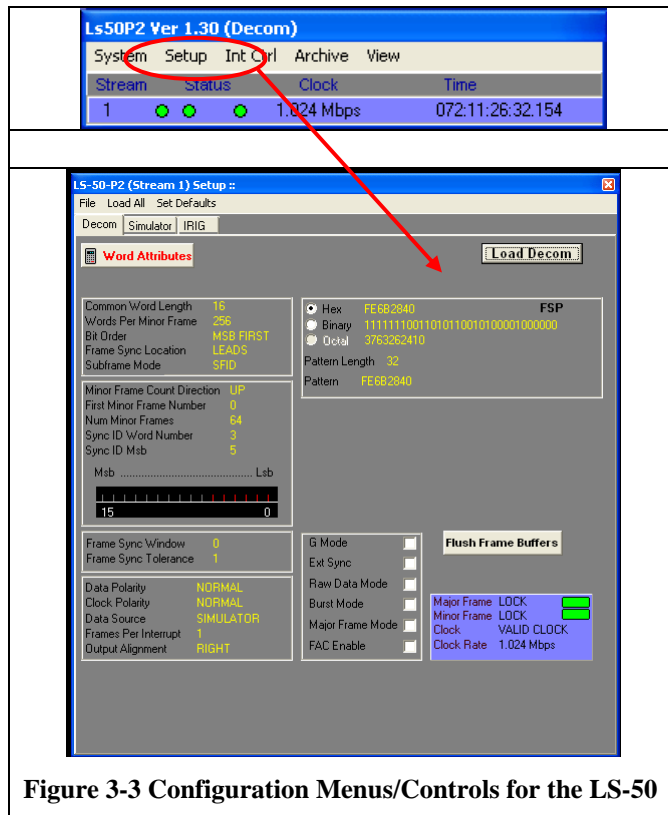 Ls50P2 Ver 1.30 (Decom)
System Setup Int Ctrl Archive View
Stream Status Clock Time
1 1.024 Mbps 072:11:26:32.154
LS-50-P2 (Stream 1) Setup ::
File Load All Set Defaults
Decom Simulator IRIG
Word Attributes
Load Decom
Common Word Length 16
Words Per Minor Frame 256
Bit Order MSB FIRST
Frame Sync Location LEADS
Subframe Mode SFID
Hex FE6B2840 FSP
Binary 11111110011010110010100001000000
Octal 3763262410
Pattern Length 32
Pattern FE6B2840
Minor Frame Count Direction UP
First Minor Frame Number 0
Num Minor Frames 64
Sync ID Word Number 3
Sync ID Msb 5
Msb ............................................ Lsb
15 0
Frame Sync Window 0
Frame Sync Tolerance 1
Data Polarity NORMAL
Clock Polarity NORMAL
Data Source SIMULATOR
Frames Per Interrupt 1
Output Alignment RIGHT
G Mode
Ext Sync
Raw Data Mode
Burst Mode
Major Frame Mode
FAC Enable
Flush Frame Buffers
Major Frame LOCK
Minor Frame LOCK
Clock VALID CLOCK
Clock Rate 1.024 Mbps
Figure 3-3 Configuration Menus/Controls for the LS-50